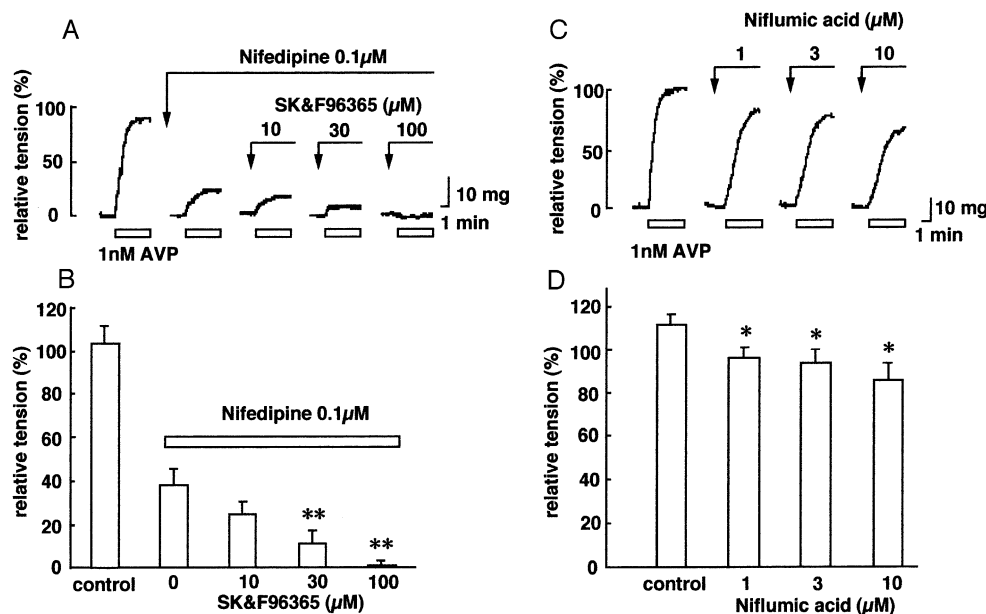 A
Nifedipine 0.1µM
SK&F96365 (µM)
10 30 100
relative tension (%)
100
50
0
10 mg
1 min
1nM AVP
C
Niflumic acid (µM)
1 3 10
relative tension (%)
100
50
0
10 mg
1 min
1nM AVP
B
relative tension (%)
120
100
80
60
40
20
0
Nifedipine 0.1µM
**
**
control 0 10 30 100
SK&F96365 (µM)
D
relative tension (%)
120
100
80
60
40
20
0
* * *
control 1 3 10
Niflumic acid (µM)